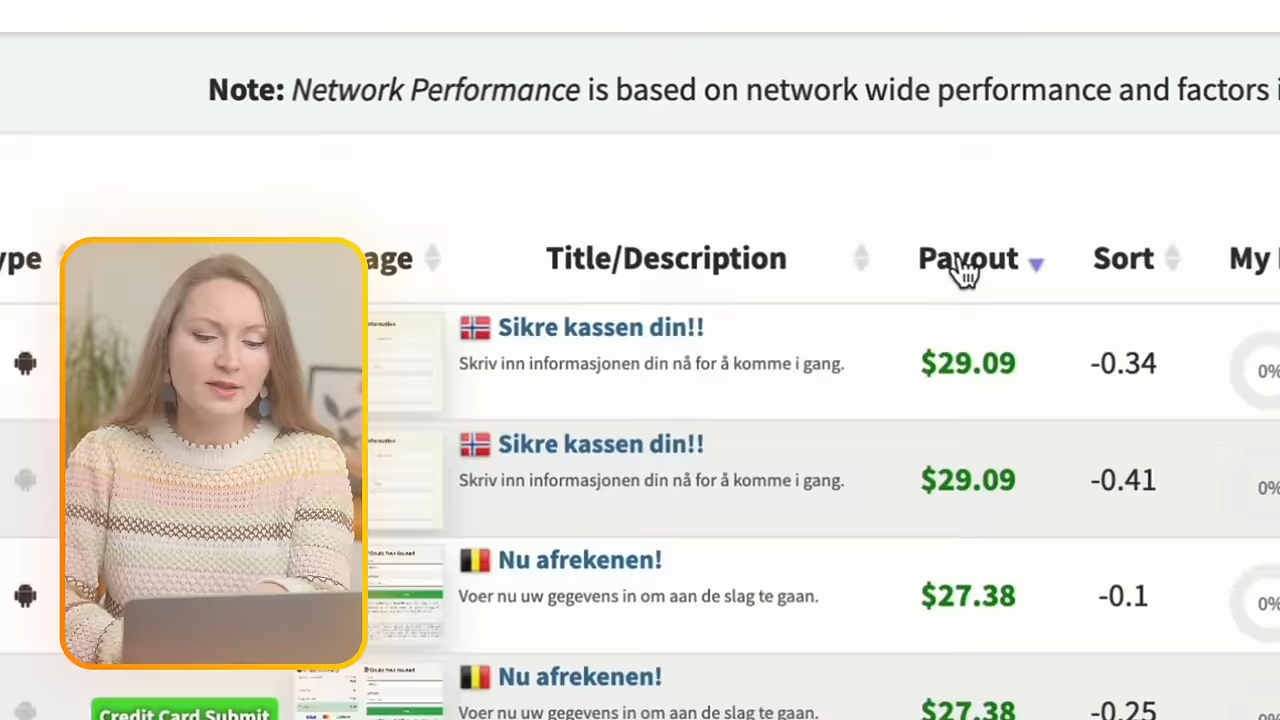 Note: Network Performance is based on network wide performance and factors
Title/Description
Payout
Sort
My
Sikre kassen din!!
Skriv inn informasjonen din nå for å komme i gang.
$29.09
-0.34
0%
Sikre kassen din!!
Skriv inn informasjonen din nå for å komme i gang.
$29.09
-0.41
0%
Nu afrekenen!
Voer nu uw gegevens in om aan de slag te gaan.
$27.38
-0.1
0%
Nu afrekenen!
Voer nu uw gegevens in om aan de slag te gaan.
$27.38
-0.25
Credit Card Submit